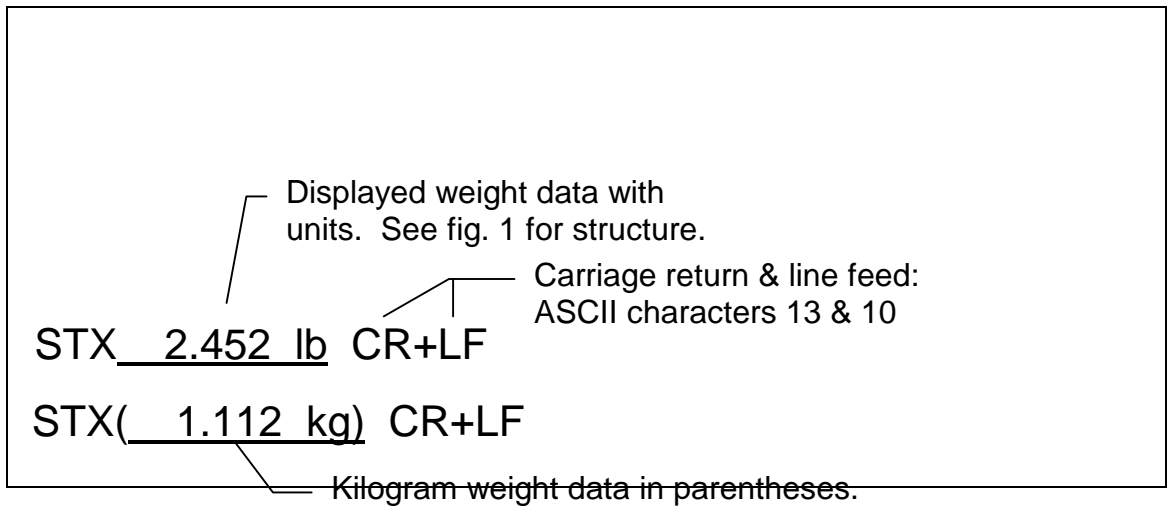 Displayed weight data with
units.  See fig. 1 for structure.
Carriage return & line feed:
ASCII characters 13 & 10
STX   2.452  lb  CR+LF
STX(   1.112  kg)  CR+LF
Kilogram weight data in parentheses.